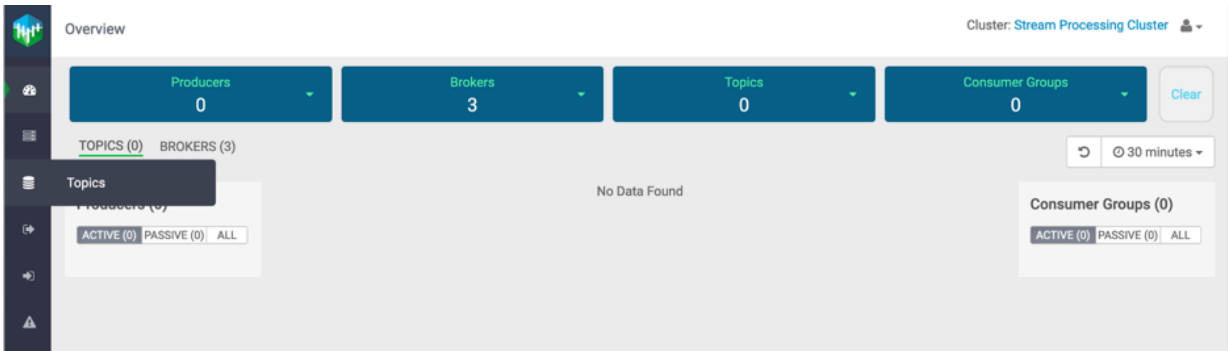 Overview
Cluster: Stream Processing Cluster
Producers
0
Brokers
3
Topics
0
Consumer Groups
0
Clear
TOPICS (0) BROKERS (3)
30 minutes
Topics
No Data Found
Producers (0)
ACTIVE (0) PASSIVE (0) ALL
Consumer Groups (0)
ACTIVE (0) PASSIVE (0) ALL